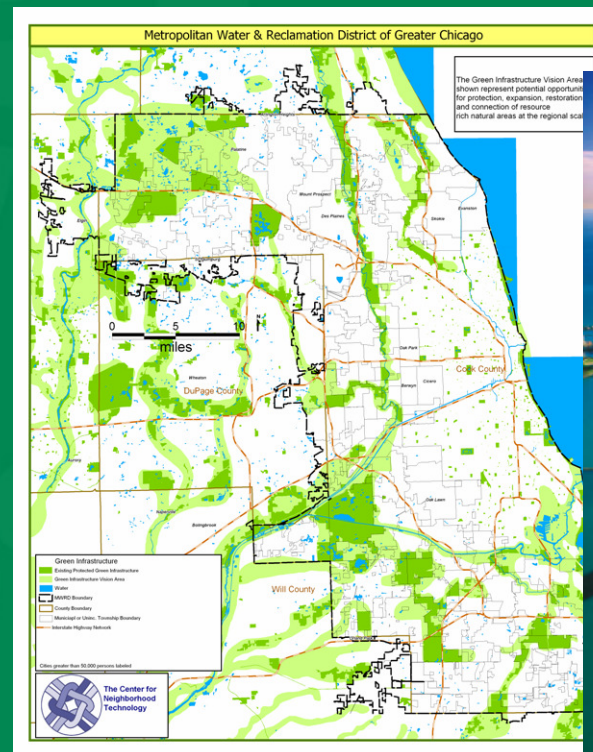 Metropolitan Water & Reclamation District of Greater Chicago
The Green Infrastructure Vision Area
shown represent potential opportuniti
for protection, expansion, restoration
and connection of resource
rich natural areas at the regional scal
Palatine
Mount Prospect
Des Plaines
Skokie
Evanston
Elgin
N
0 5 10
miles
Oak Park
Cook County
Wheaton
Cicero
Berwyn
DuPage County
Aurora
Naperville
Oak Lawn
Bolingbrook
Will County
Green Infrastructure
Existing Protected Green Infrastructure
Green Infrastructure Vision Area
Water
MWRD Boundary
County Boundary
Municipal or Uninc. Township Boundary
Interstate Highway Network
Cities greater than 50,000 persons labeled
The Center for
Neighborhood
Technology